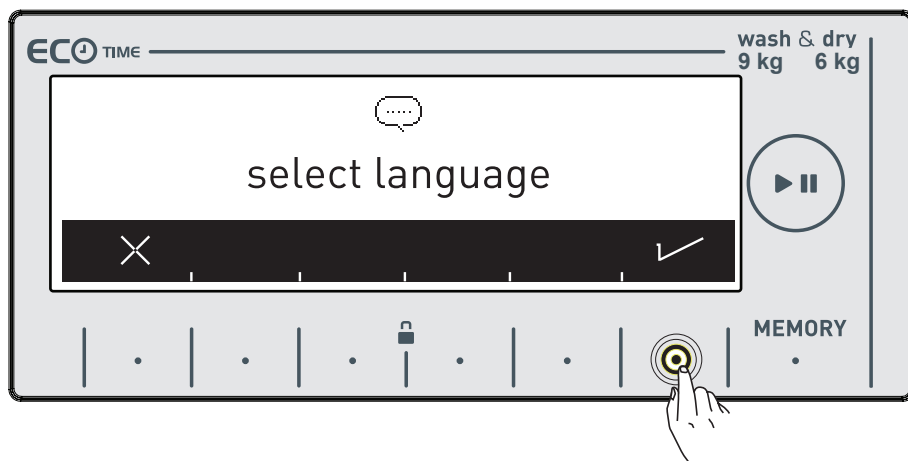 ECO TIME
wash & dry
9 kg 6 kg
select language
MEMORY